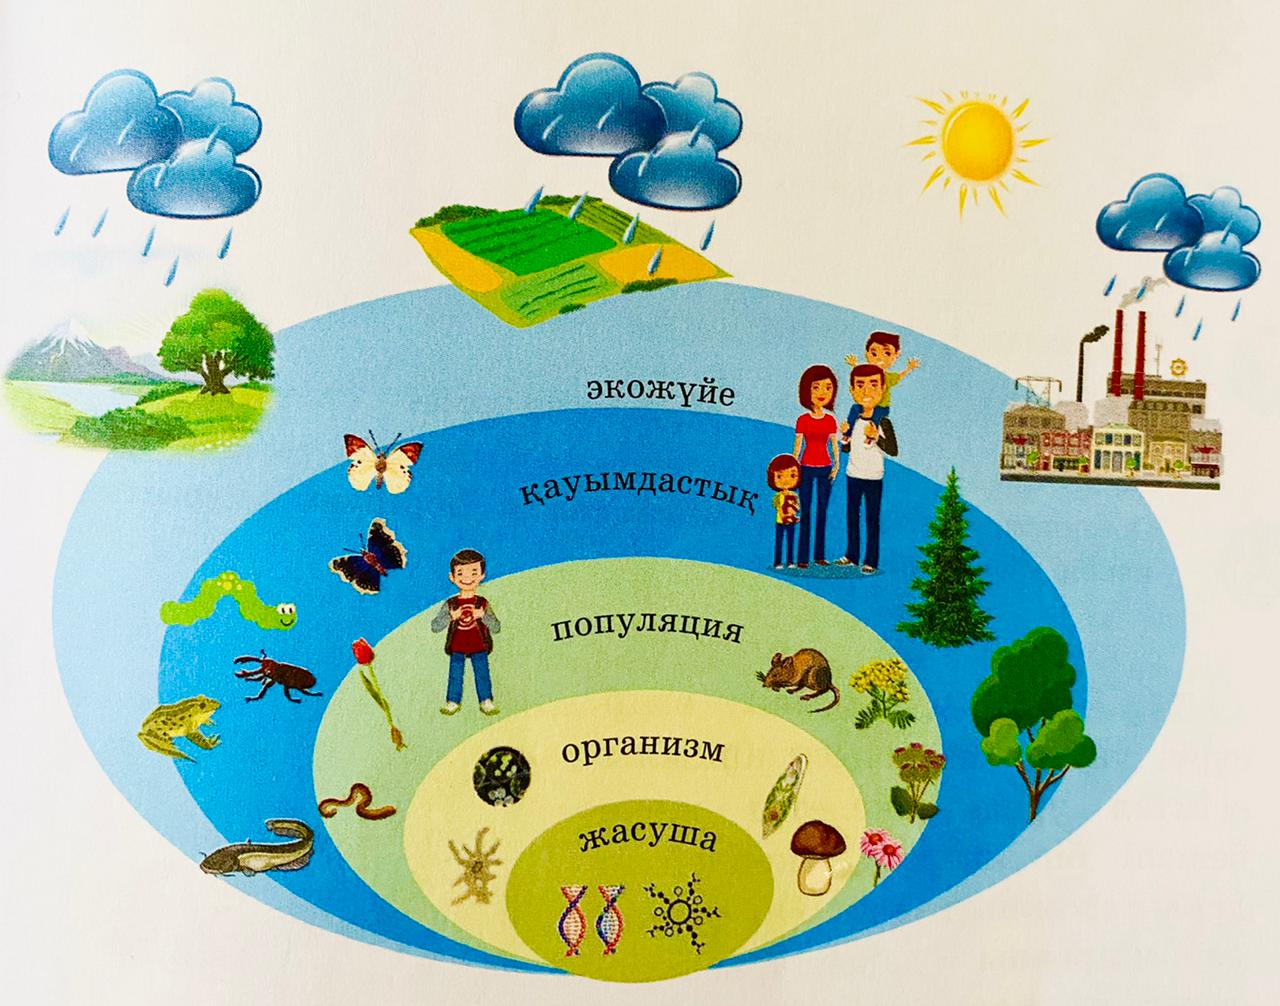 экожүйе
қауымдастық
популяция
организм
жасуша